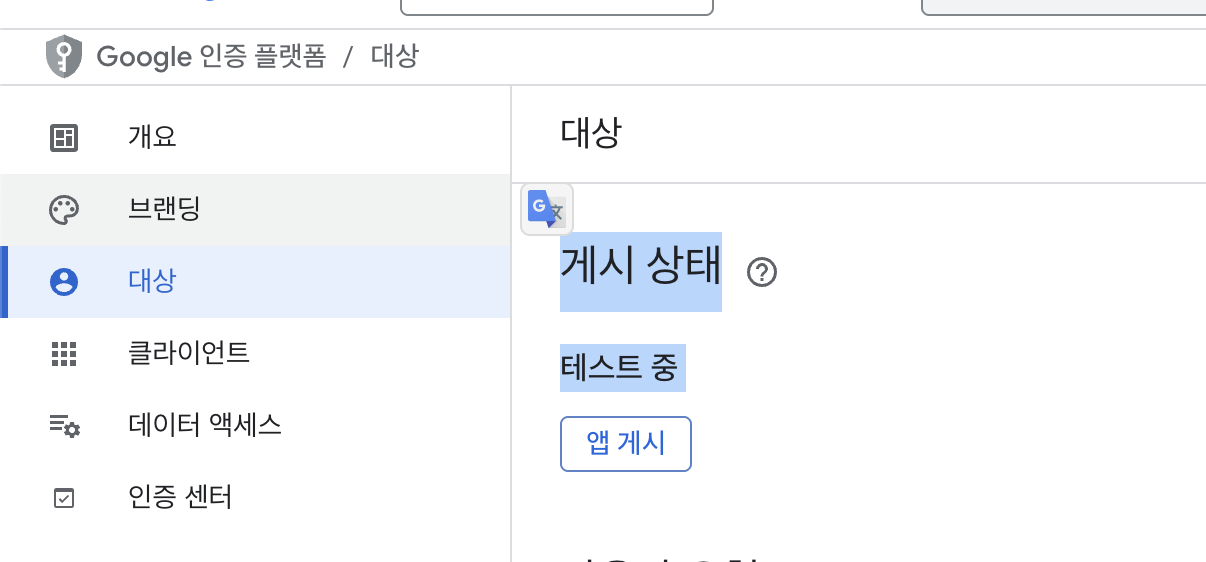 Google 인증 플랫폼 / 대상
개요
브랜딩
대상
클라이언트
데이터 액세스
인증 센터
대상
게시 상태
테스트 중
앱 게시